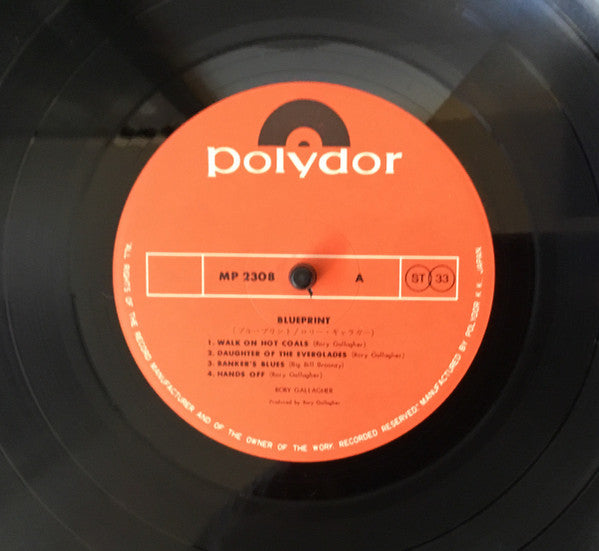 polydor
MP 2308 A ST 33
BLUEPRINT
(ブループリント/ロリー・ギャラガー)
1. WALK ON HOT COALS (Rory Gallagher)
2. DAUGHTER OF THE EVERGLADES (Rory Gallagher)
3. BANKER'S BLUES (Big Bill Broonzy)
4. HANDS OFF (Rory Gallagher)
RORY GALLAGHER
Produced by Rory Gallagher
"ALL RIGHTS OF THE RECORD MANUFACTURER AND OF THE OWNER OF THE WORK. RECORDED RESERVED." MANUFACTURED BY POLYDOR K.K. JAPAN